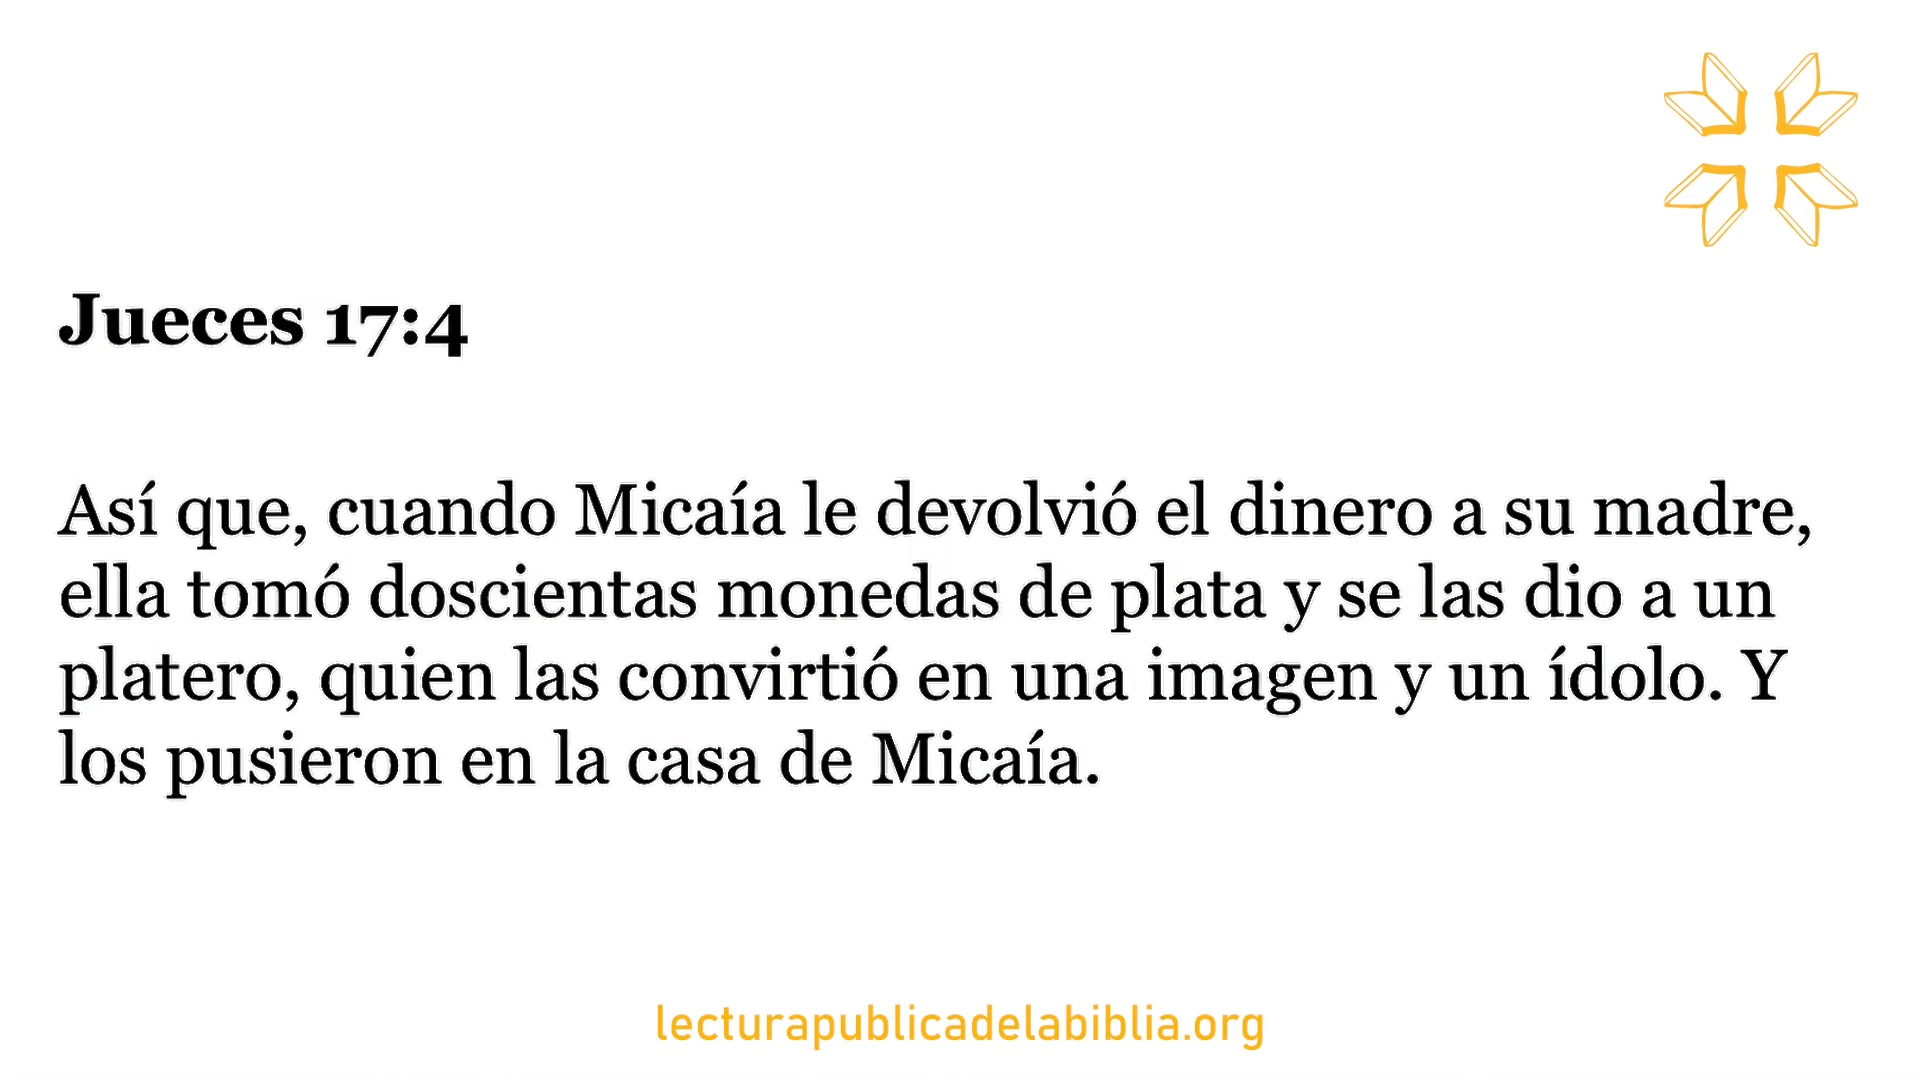 Jueces 17:4
Así que, cuando Micaía le devolvió el dinero a su madre,
ella tomó doscientas monedas de plata y se las dio a un
platero, quien las convirtió en una imagen y un ídolo. Y
los pusieron en la casa de Micaía.
lecturapublicadelabiblia.org